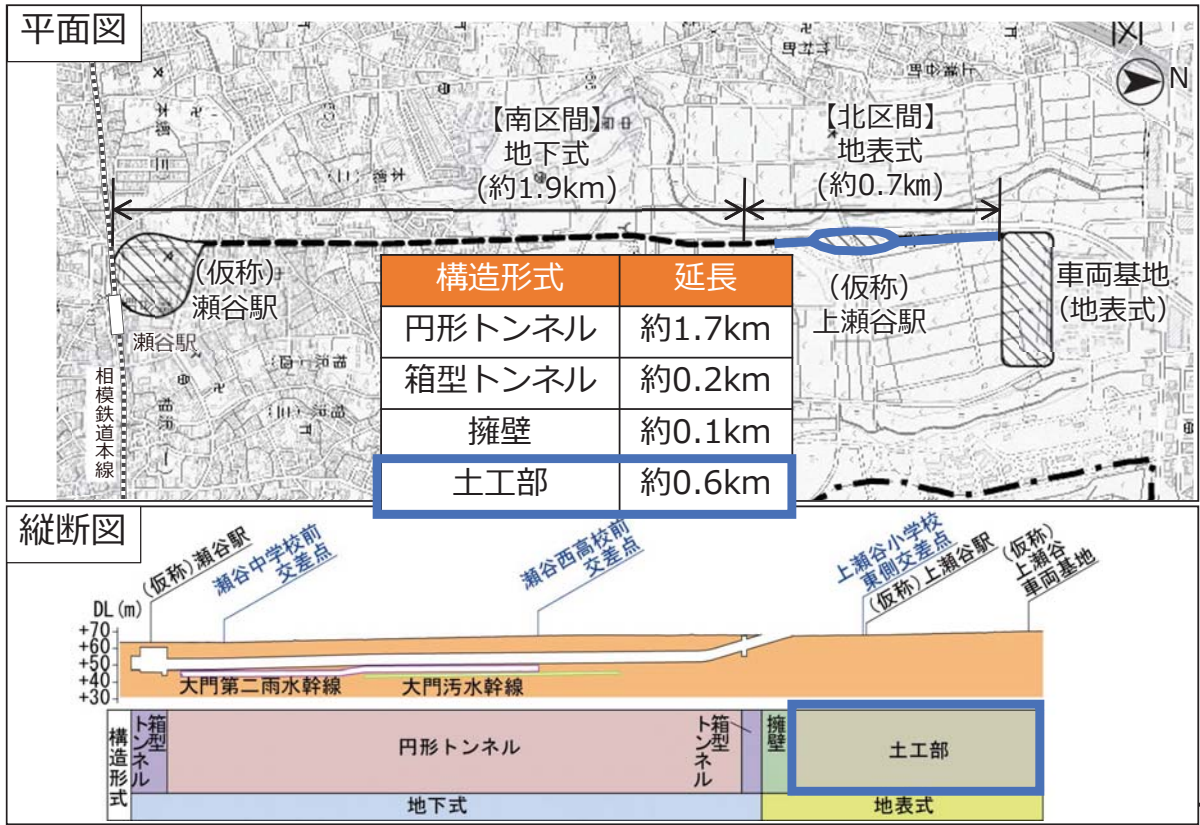 平面図
N
【南区間】
地下式
(約1.9km)
【北区間】
地表式
(約0.7㎞)
(仮称)
瀬谷駅
瀬谷駅
相模鉄道本線
(仮称)
上瀬谷駅
車両基地
(地表式)
構造形式 延長
円形トンネル 約1.7km
箱型トンネル 約0.2km
擁壁 約0.1km
土工部 約0.6km
縦断図
(仮称)瀬谷駅
瀬谷中学校前
交差点
瀬谷西高校前
交差点
上瀬谷小学校
東側交差点
(仮称)上瀬谷駅
(仮称)
上瀬谷
車両基地
DL(m)
+70
+60
+50
+40
+30
大門第二雨水幹線
大門汚水幹線
構造形式
箱型
トンネル
円形トンネル
箱型
トンネル
擁壁
土工部
地下式
地表式